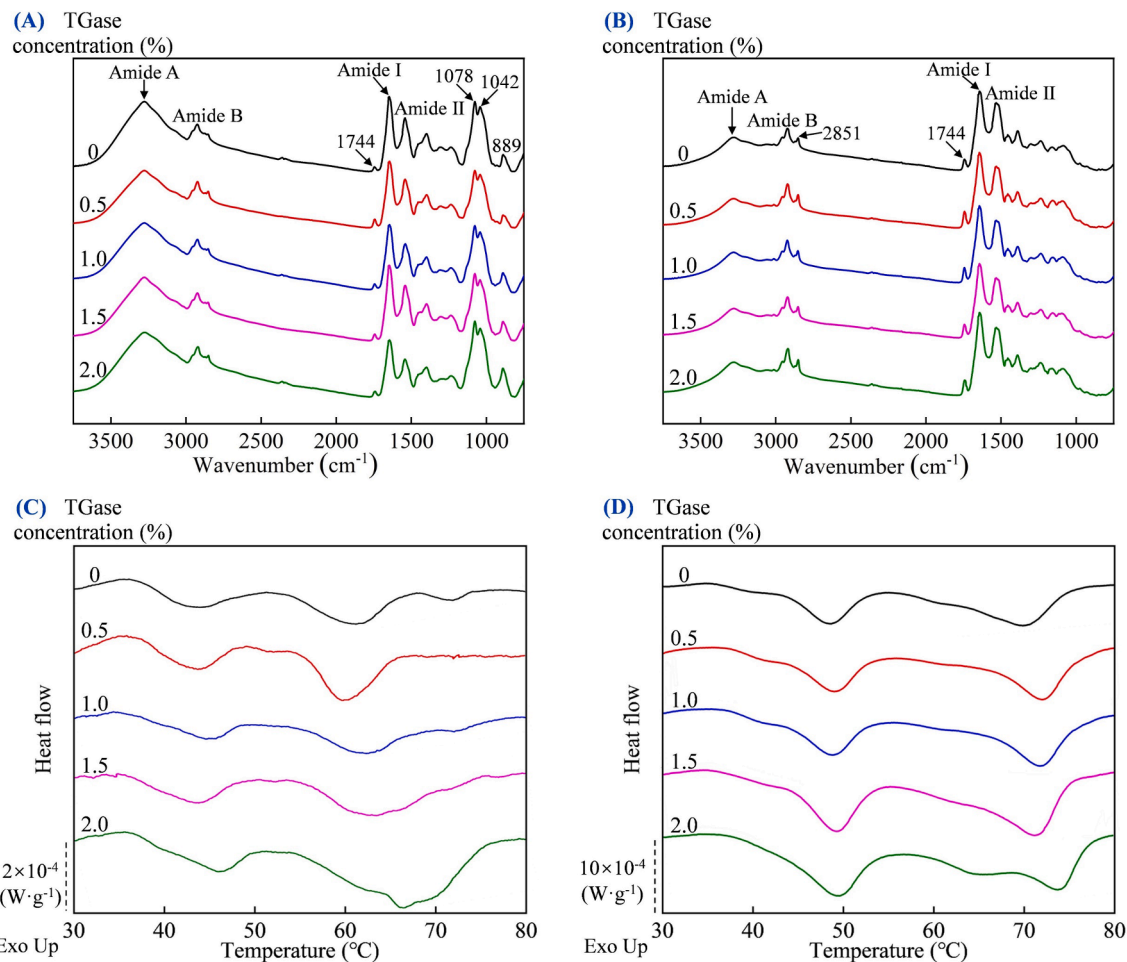 (A) TGase
concentration (%)
Amide A
Amide B
Amide I
Amide II
1078
1042
1744
889
0
0.5
1.0
1.5
2.0
3500 3000 2500 2000 1500 1000
Wavenumber (cm-1)
(B) TGase
concentration (%)
Amide A
Amide B
2851
Amide I
Amide II
1744
0
0.5
1.0
1.5
2.0
3500 3000 2500 2000 1500 1000
Wavenumber (cm-1)
(C) TGase
concentration (%)
0
0.5
1.0
1.5
2.0
Heat flow
2×10-4
(W·g-1)
Exo Up
30 40 50 60 70 80
Temperature (℃)
(D) TGase
concentration (%)
0
0.5
1.0
1.5
2.0
Heat flow
10×10-4
(W·g-1)
Exo Up
30 40 50 60 70 80
Temperature (℃)